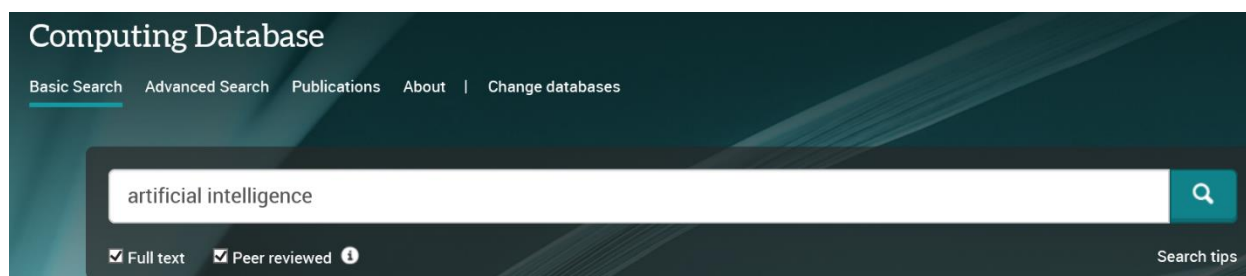 Computing Database
Basic Search Advanced Search Publications About | Change databases
artificial intelligence
Full text Peer reviewed Search tips